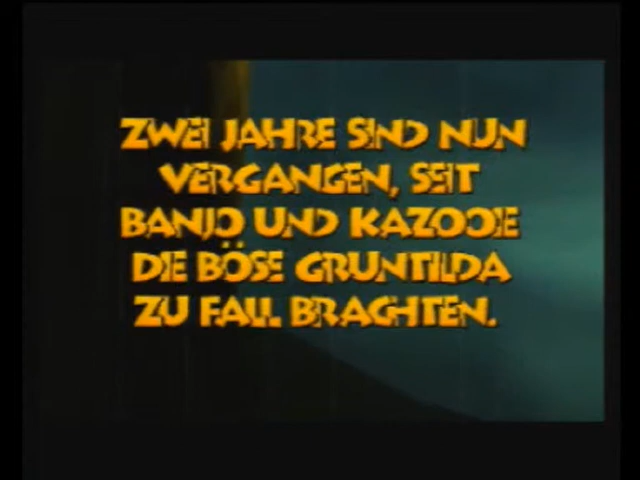 ZWEI JAHRE SIND NUN
VERGANGEN, SEIT
BANJO UND KAZOOIE
DIE BÖSE GRUNTILDA
ZU FALL BRACHTEN.